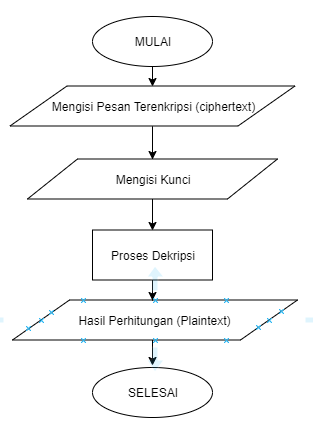 MULAI
Mengisi Pesan Terenkripsi (ciphertext)
Mengisi Kunci
Proses Dekripsi
Hasil Perhitungan (Plaintext)
SELESAI